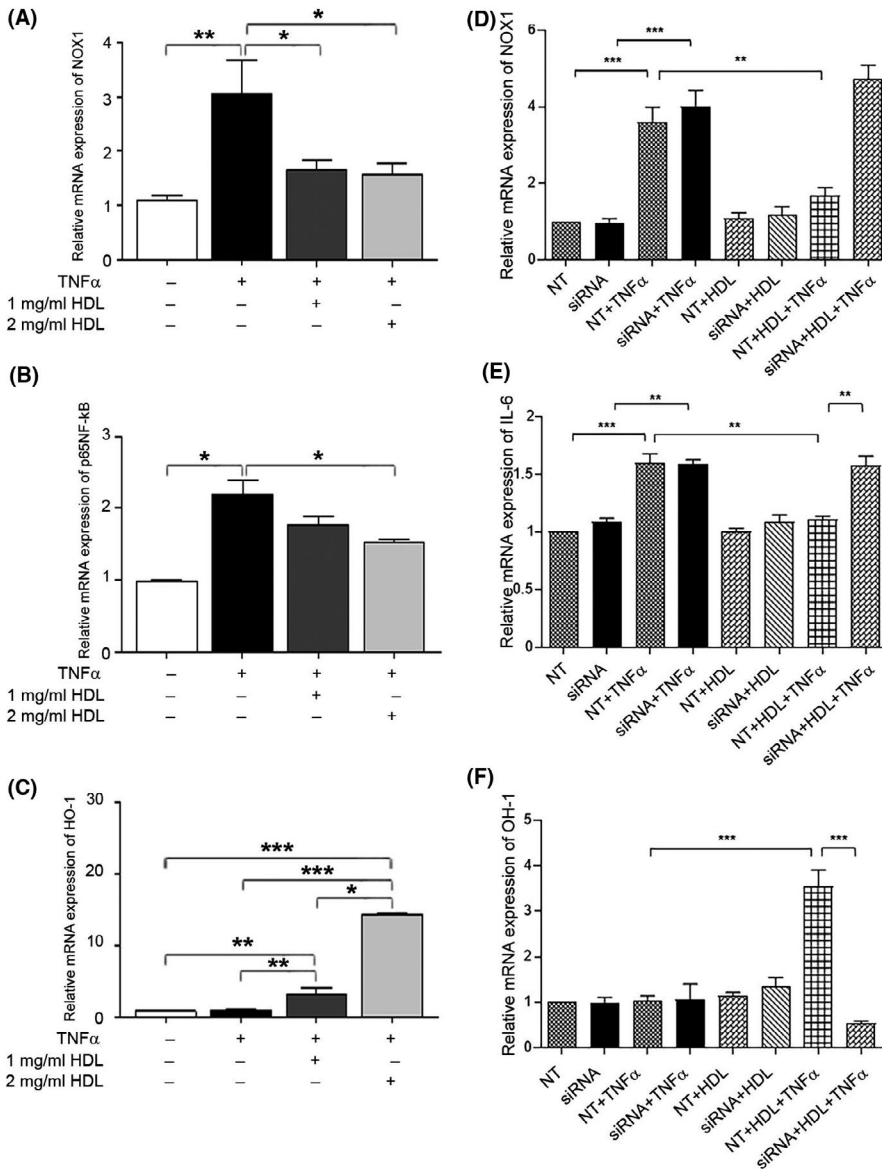 (A)
** * *
Relative mRNA expression of NOX1
4
3
2
1
0
TNFα – + + +
1 mg/ml HDL – – + –
2 mg/ml HDL – – – +
(B)
* *
Relative mRNA expression of p65NF-kB
3
2
1
0
TNFα – + + +
1 mg/ml HDL – – + –
2 mg/ml HDL – – – +
(C)
***
***
*
**
**
Relative mRNA expression of HO-1
30
20
10
0
TNFα – + + +
1 mg/ml HDL – – + –
2 mg/ml HDL – – – +
(D)
***
*** **
Relative mRNA expression of NOX1
6
4
2
0
NT
siRNA
NT+TNFα
siRNA+TNFα
NT+HDL
siRNA+HDL
NT+HDL+TNFα
siRNA+HDL+TNFα
(E)
** **
*** **
Relative mRNA expression of IL-6
2
1.5
1
0.5
0
NT
siRNA
NT+TNFα
siRNA+TNFα
NT+HDL
siRNA+HDL
NT+HDL+TNFα
siRNA+HDL+TNFα
(F)
*** ***
Relative mRNA expression of OH-1
5
4
2
1
0
NT
siRNA
NT+TNFα
siRNA+TNFα
NT+HDL
siRNA+HDL
NT+HDL+TNFα
siRNA+HDL+TNFα